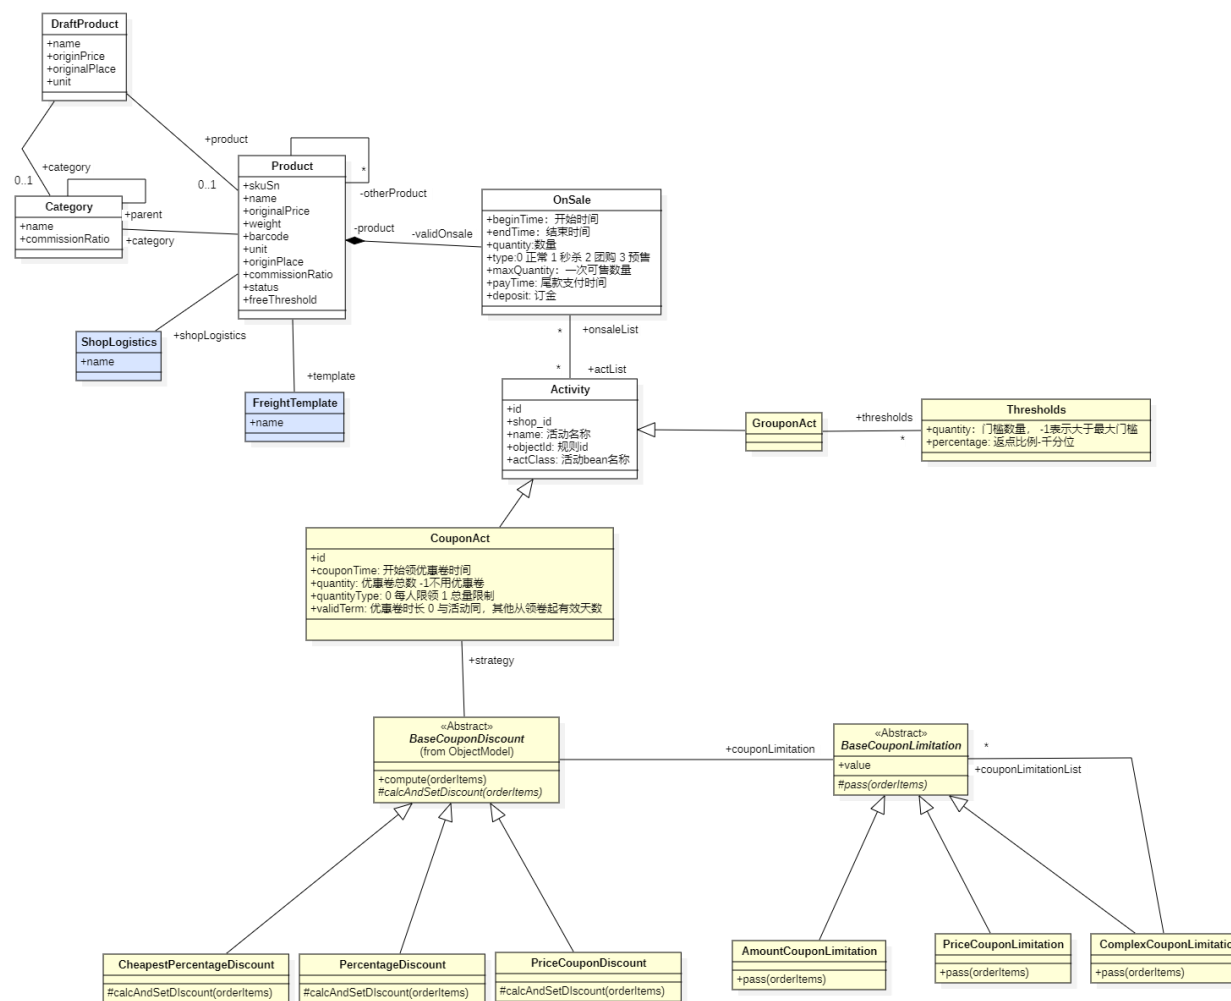 DraftProduct
+name
+originPrice
+originalPlace
+unit
+product
0..1
+category
0..1
Category
+name
+commissionRatio
+parent
+category
Product
+skuSn
+name
+originalPrice
+weight
+barcode
+unit
+originPlace
+commissionRatio
+status
+freeThreshold
*
-otherProduct
-product
-validOnsale
OnSale
+beginTime：开始时间
+endTime：结束时间
+quantity:数量
+type:0 正常 1 秒杀 2 团购 3 预售
+maxQuantity：一次可售数量
+payTime: 尾款支付时间
+deposit: 订金
ShopLogistics
+name
+shopLogistics
+template
FreightTemplate
+name
*
+onsaleList
*
+actList
Activity
+id
+shop_id
+name: 活动名称
+objectId: 规则id
+actClass: 活动bean名称
GrouponAct
+thresholds
*
Thresholds
+quantity：门槛数量， -1表示大于最大门槛
+percentage: 返点比例-千分位
CouponAct
+id
+couponTime: 开始领优惠卷时间
+quantity: 优惠卷总数 -1不用优惠卷
+quantityType: 0 每人限领 1 总量限制
+validTerm: 优惠卷时长 0 与活动同，其他从领卷起有效天数
+strategy
«Abstract»
BaseCouponDiscount
(from ObjectModel)
+compute(orderItems)
#calcAndSetDiscount(orderItems)
+couponLimitation
«Abstract»
BaseCouponLimitation
+value
#pass(orderItems)
*
+couponLimitationList
CheapestPercentageDiscount
#calcAndSetDIscount(orderItems)
PercentageDiscount
#calcAndSetDIscount(orderItems)
PriceCouponDiscount
#calcAndSetDIscount(orderItems)
AmountCouponLimitation
+pass(orderItems)
PriceCouponLimitation
+pass(orderItems)
ComplexCouponLimitatio
+pass(orderItems)